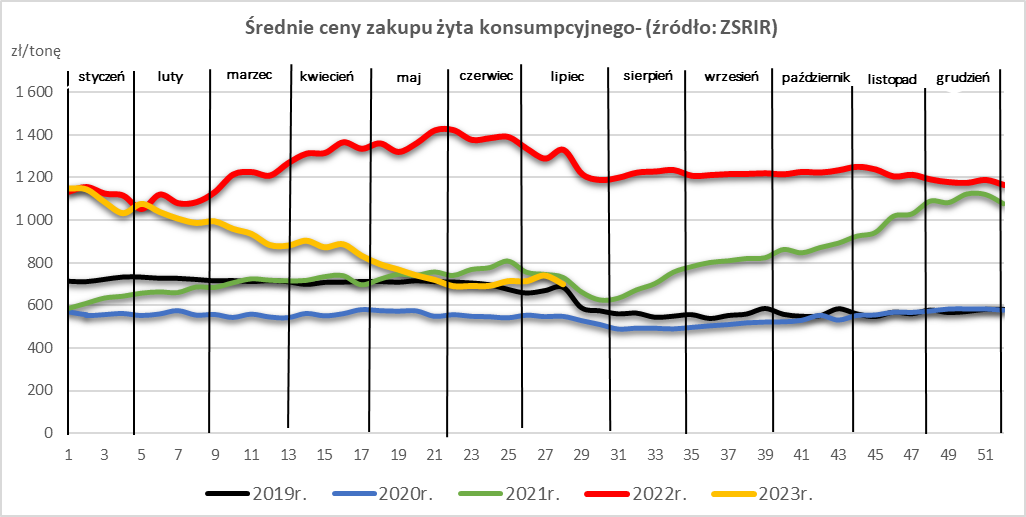 Średnie ceny zakupu żyta konsumpcyjnego- (źródło: ZSRIR)
zł/tonę
styczeń luty marzec kwiecień maj czerwiec lipiec sierpień wrzesień październik listopad grudzień
1 600
1 400
1 200
1 000
800
600
400
200
0
1 3 5 7 9 11 13 15 17 19 21 23 25 27 29 31 33 35 37 39 41 43 45 47 49 51
2019r. 2020r. 2021r. 2022r. 2023r.